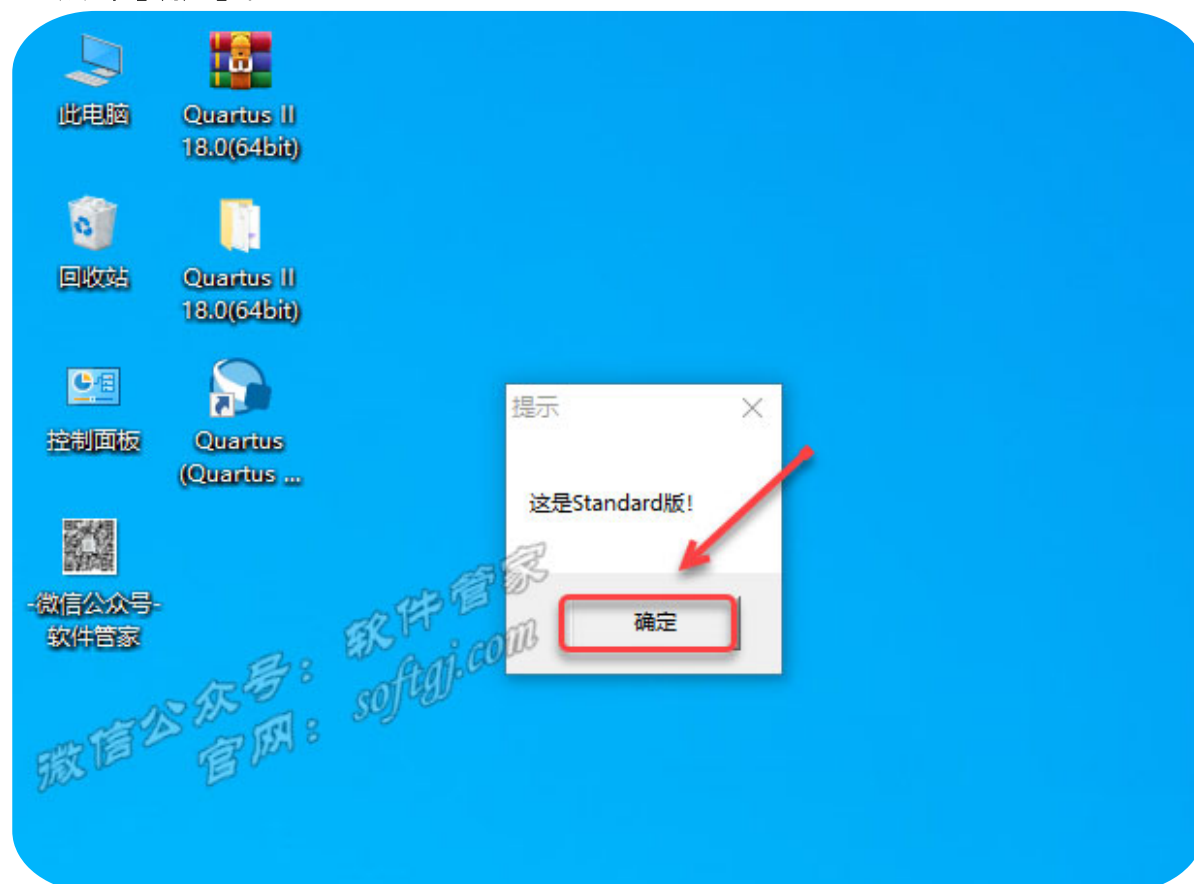 此电脑
Quartus II
18.0(64bit)
回收站
Quartus II
18.0(64bit)
控制面板
Quartus
(Quartus ...
-微信公众号-
软件管家
提示
这是Standard版!
确定
微信公众号：软件管家
官网：softgj.com